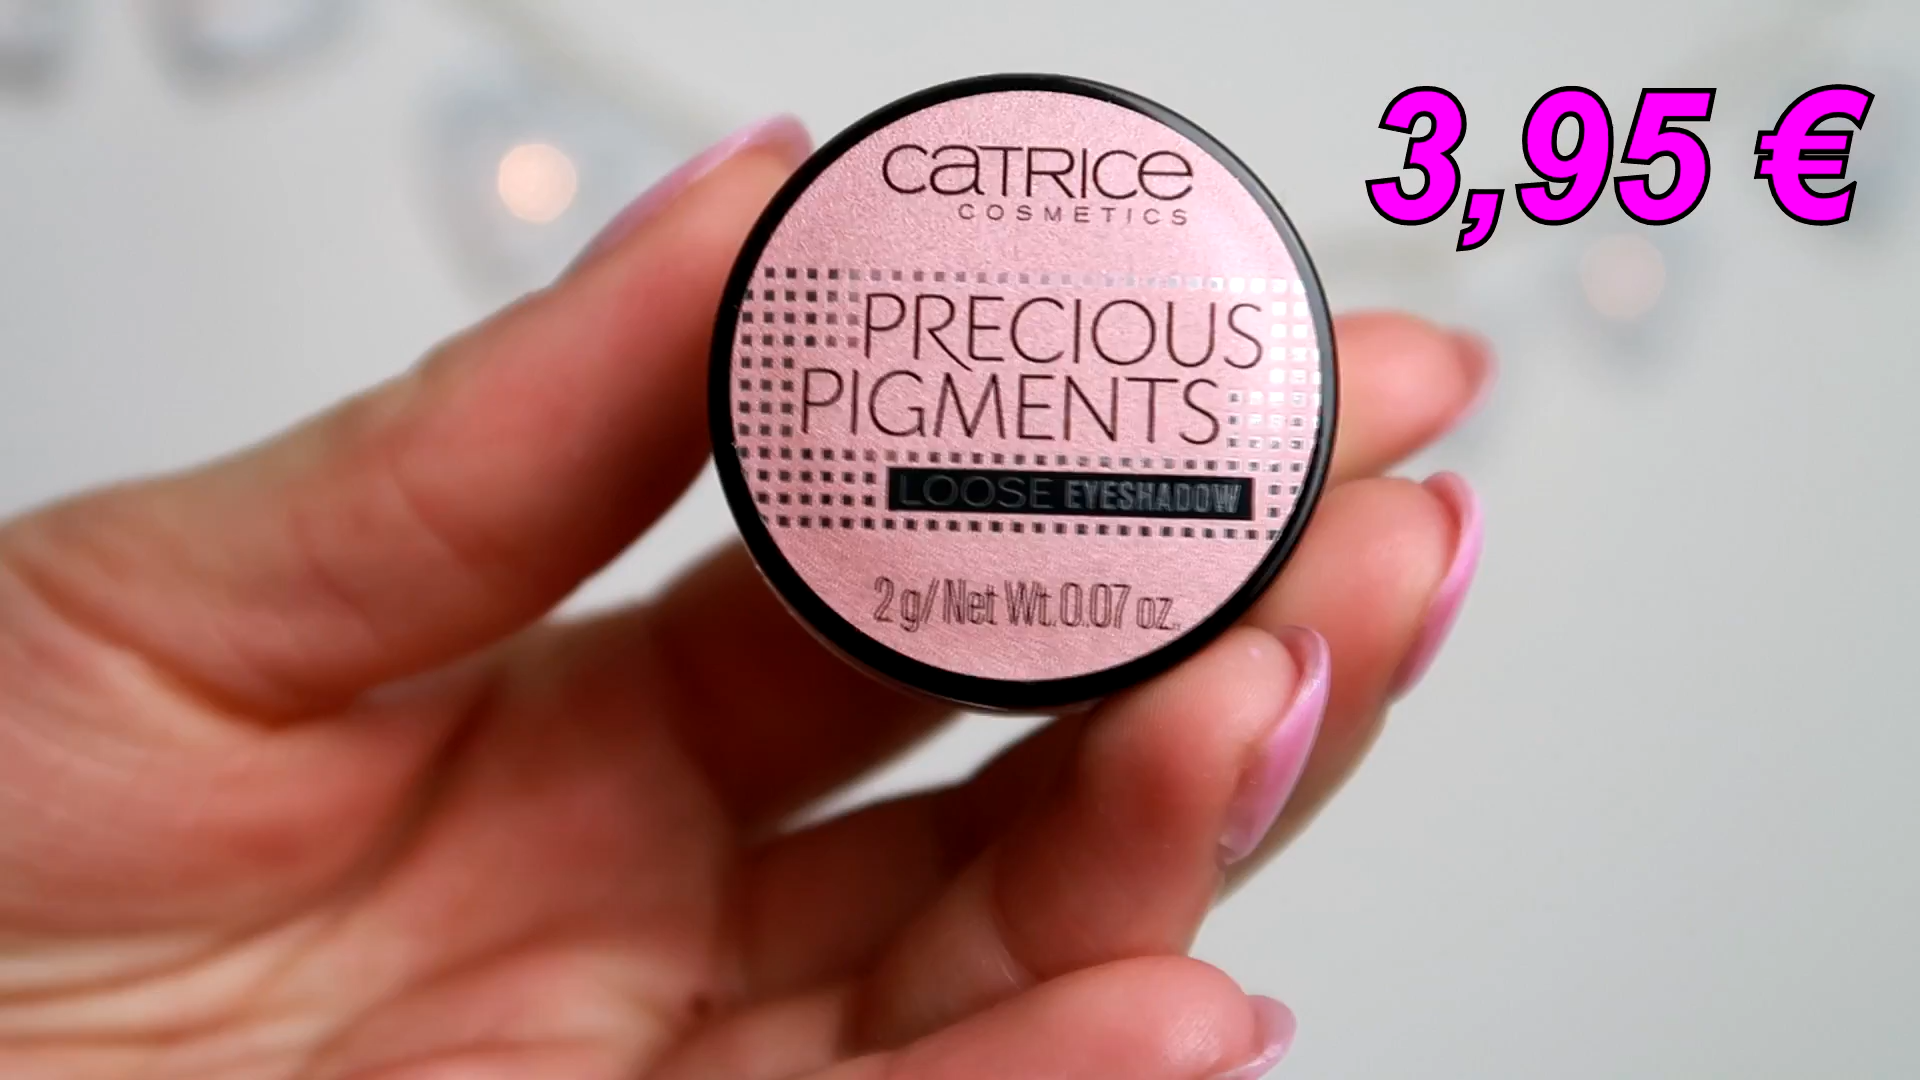 CATRICE
COSMETICS
3,95 €
PRECIOUS
PIGMENTS
LOOSE EYESHADOW
2 g/Net Wt. 0.07 oz.